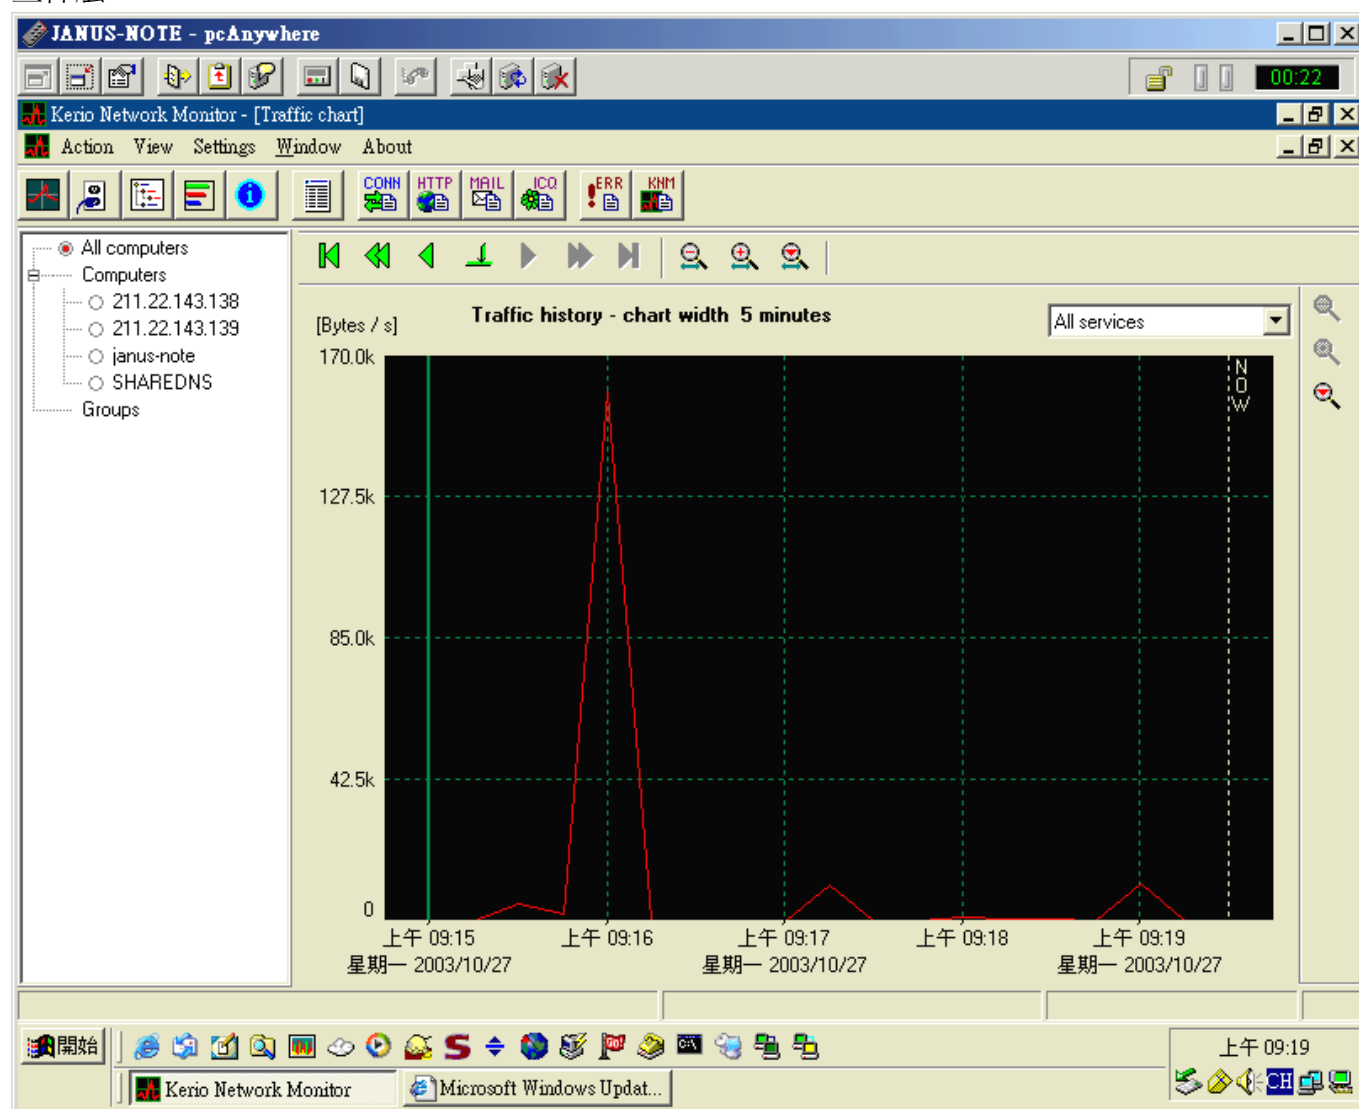 JANUS-NOTE - pcAnywhere
00:22
Kerio Network Monitor - [Traffic chart]
Action View Settings Window About
CONN HTTP MAIL ICQ ERR KNM
All computers
Computers
211.22.143.138
211.22.143.139
janus-note
SHAREDNS
Groups
[Bytes / s]
Traffic history - chart width 5 minutes
All services
170.0k
127.5k
85.0k
42.5k
0
NOW
上午 09:15 上午 09:16 上午 09:17 上午 09:18 上午 09:19
星期一 2003/10/27 星期一 2003/10/27 星期一 2003/10/27
開始
上午 09:19
Kerio Network Monitor
Microsoft Windows Updat...
CH